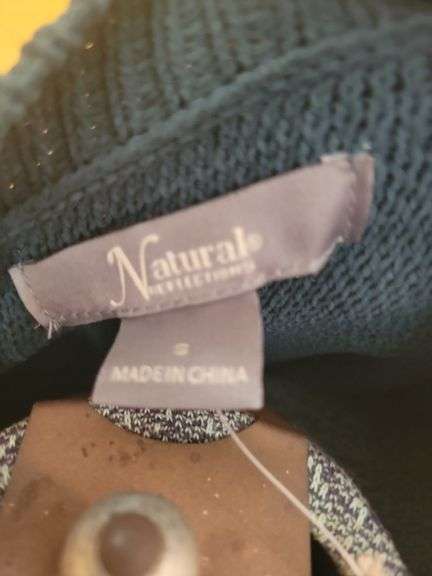 Natural®
REFLECTIONS
S
MADE IN CHINA